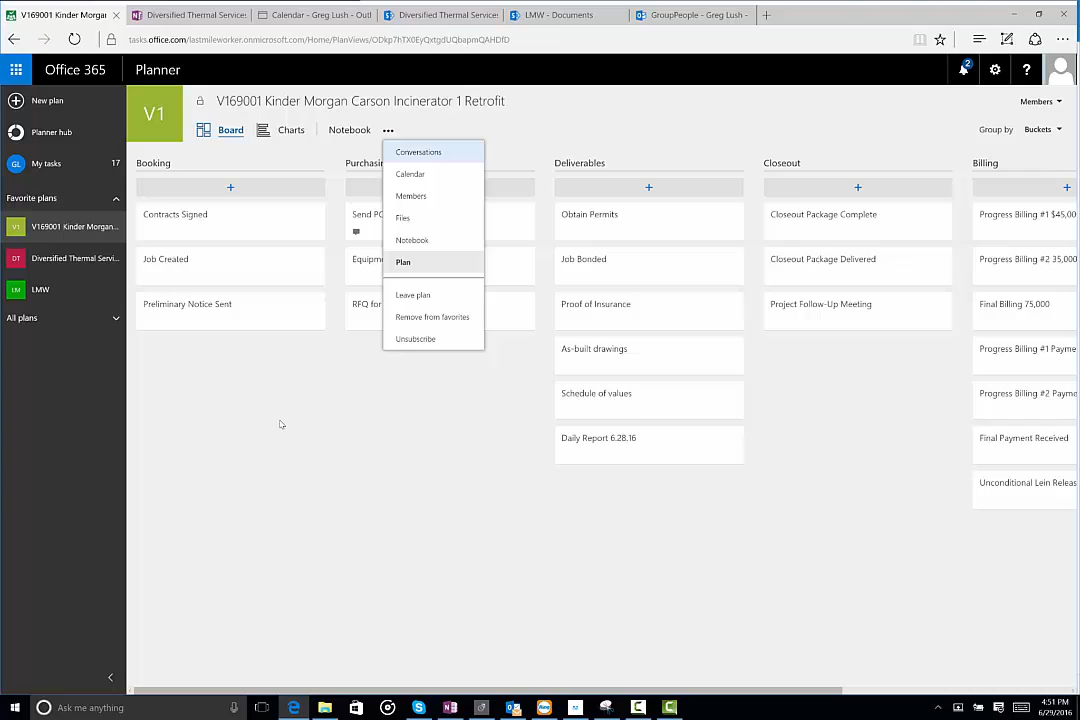 V169001 Kinder Morgar
Diversified Thermal Service:
Calendar - Greg Lush - Outl
Diversified Thermal Service:
LMW - Documents
GroupPeople - Greg Lush -
tasks.office.com/lastmileworker.onmicrosoft.com/Home/PlanViews/
Office 365
Planner
2
New plan
Planner hub
GL
My tasks
17
Favorite plans
V1
V169001 Kinder Morgan...
DT
Diversified Thermal Servi...
LM
LMW
All plans
V1
V169001 Kinder Morgan Carson Incinerator 1 Retrofit
Members
Board
Charts
Notebook
Group by
Buckets
Conversations
Calendar
Members
Files
Notebook
Plan
Leave plan
Remove from favorites
Unsubscribe
Booking
Contracts Signed
Job Created
Preliminary Notice Sent
Purchasin
Send PO
Equipm
RFQ for
Deliverables
Obtain Permits
Job Bonded
Proof of Insurance
As-built drawings
Schedule of values
Daily Report 6.28.16
Closeout
Closeout Package Complete
Closeout Package Delivered
Project Follow-Up Meeting
Billing
Progress Billing #1 $45,00
Progress Billing #2 35,000
Final Billing 75,000
Progress Billing #1 Payme
Progress Billing #2 Payme
Final Payment Received
Unconditional Lein Releas
Ask me anything
4:51 PM
6/29/2016